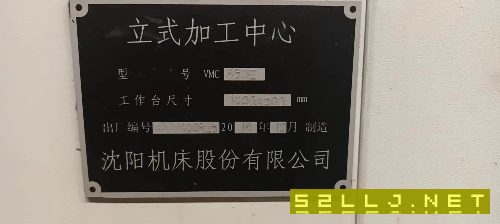 立式加工中心
型 号 VMC
工作台尺寸 mm
出厂编号 20 年 月 制造
沈阳机床股份有限公司
52LLJ.NET